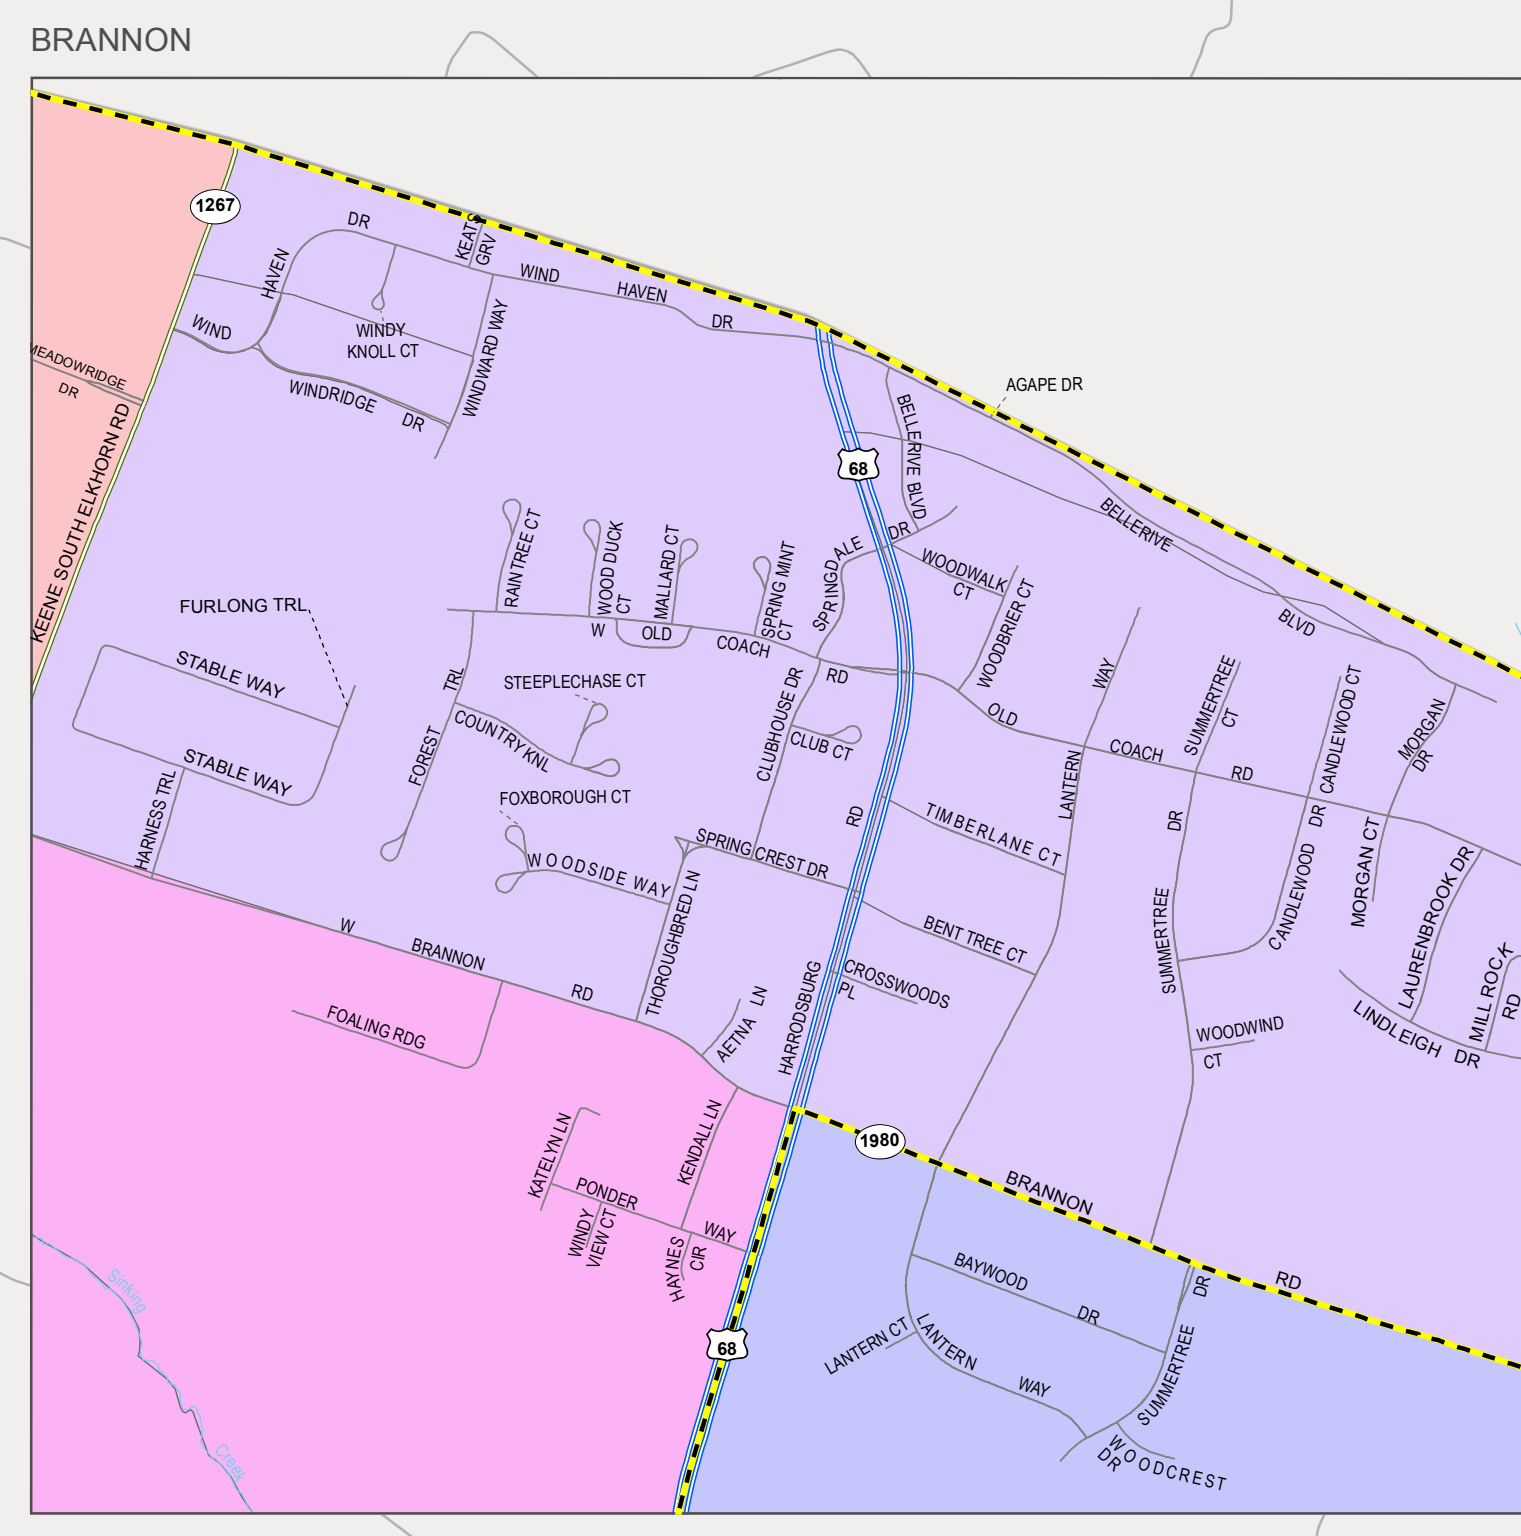 BRANNON
1267
DR
KEATS
GRV
HAVEN
WIND
HAVEN
DR
WIND
WINDY
KNOLL CT
WINDWARD WAY
WINDRIDGE
DR
MEADOWRIDGE
DR
KEENE SOUTH ELKHORN RD
AGAPE DR
BELLERIVE BLVD
68
BELLERIVE
BLVD
RAINTREE CT
WOOD DUCK
CT
MALLARD CT
SPRING MINT
CT
SPRINGDALE
DR
WOODWALK
CT
WOODBRIER CT
FURLONG TRL
W
OLD
COACH
RD
OLD
COACH
RD
STABLE WAY
STABLE WAY
HARNESS TRL
FOREST
TRL
STEEPLECHASE CT
COUNTRY KNL
CLUBHOUSE DR
CLUB CT
FOXBOROUGH CT
WOODSIDE WAY
SPRING CREST DR
THOROUGHBRED LN
LANTERN
WAY
SUMMERTREE
CT
CANDLEWOOD CT
MORGAN
DR
TIMBERLANE CT
HARRODSBURG
RD
BENT TREE CT
CROSSWOODS
PL
SUMMERTREE
DR
CANDLEWOOD
DR
MORGAN CT
LAURENBROOK DR
MILL ROCK
RD
LINDLEIGH DR
WOODWIND
CT
W
BRANNON
RD
FOALING RDG
AETNA LN
KATELYN LN
KENDALL LN
PONDER
WAY
WINDY
VIEW CT
HAYNES
CIR
1980
BRANNON
RD
68
BAYWOOD
DR
LANTERN CT
LANTERN
WAY
SUMMERTREE
DR
WOODCREST
DR
Sinking
Creek